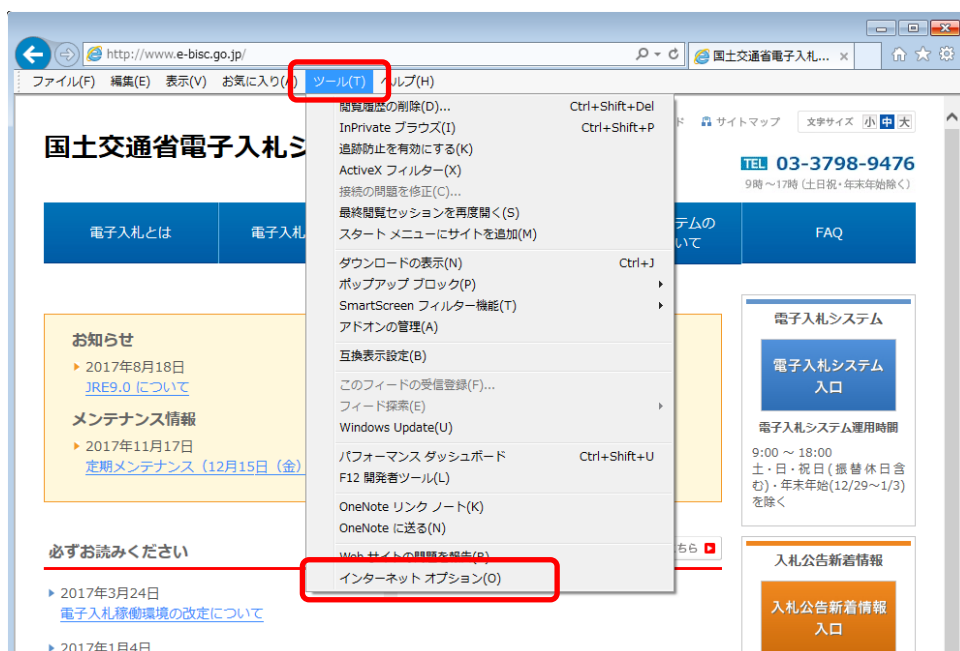 http://www.e-bisc.go.jp/
国土交通省電子入札...
ファイル(F) 編集(E) 表示(V) お気に入り(A) ツール(T) ヘルプ(H)
閲覧履歴の削除(D)... Ctrl+Shift+Del
InPrivate ブラウズ(I) Ctrl+Shift+P
追跡防止を有効にする(K)
ActiveX フィルター(X)
接続の問題を修正(C)...
最終閲覧セッションを再度開く(S)
スタート メニューにサイトを追加(M)
ダウンロードの表示(N) Ctrl+J
ポップアップ ブロック(P)
SmartScreen フィルター機能(T)
アドオンの管理(A)
互換表示設定(B)
このフィードの受信登録(F)...
フィード探索(E)
Windows Update(U)
パフォーマンス ダッシュボード Ctrl+Shift+U
F12 開発者ツール(L)
OneNote リンク ノート(K)
OneNote に送る(N)
Web サイトの問題を報告(R)
インターネット オプション(O)
ド サイトマップ 文字サイズ 小 中 大
国土交通省電子入札シ
TEL 03-3798-9476
9時～17時(土日祝・年末年始除く)
電子入札とは
電子入札
テムの
いて
FAQ
お知らせ
2017年8月18日
JRE9.0 について
メンテナンス情報
2017年11月17日
定期メンテナンス（12月15日（金）
必ずお読みください
ちら
2017年3月24日
電子入札稼働環境の改定について
2017年1月4日
電子入札システム
電子入札システム
入口
電子入札システム運用時間
9:00 ～ 18:00
土・日・祝日(振替休日含
む)・年末年始(12/29～1/3)
を除く
入札公告新着情報
入札公告新着情報
入口